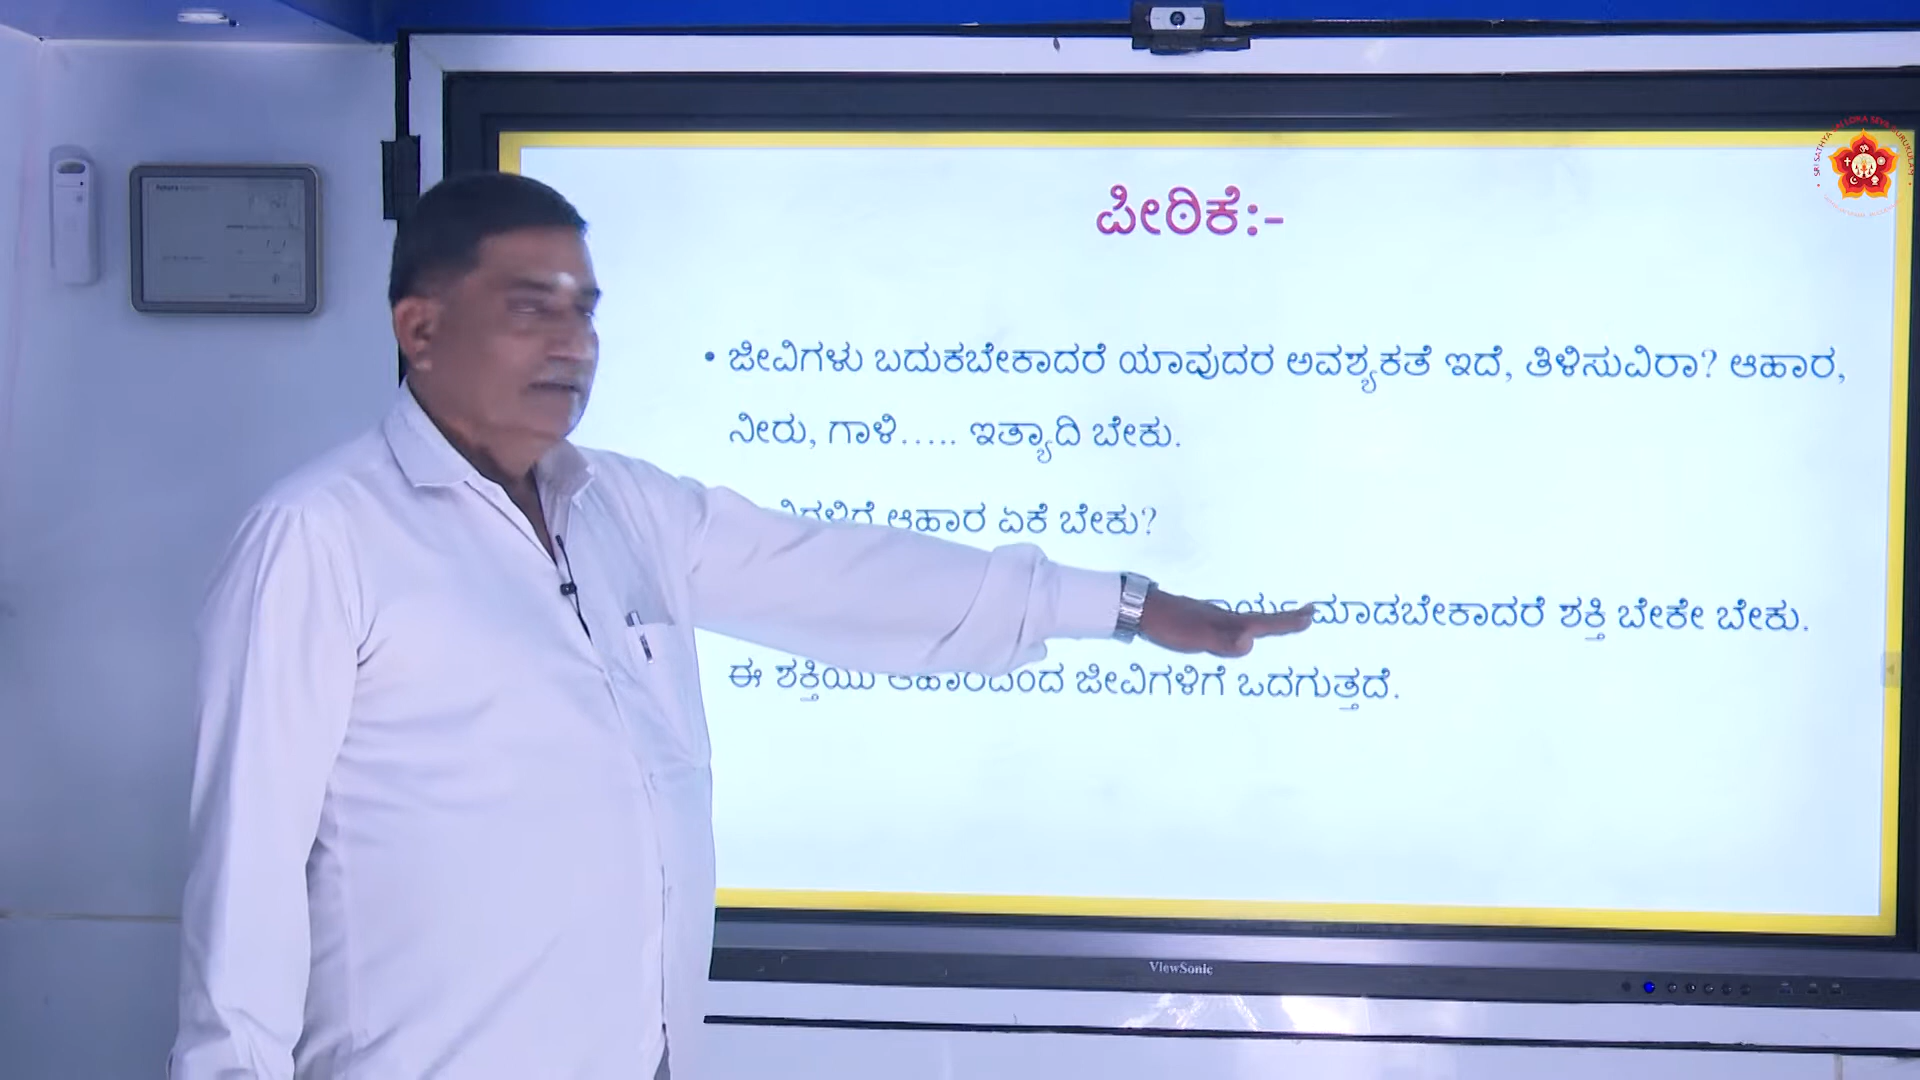 ಪೀಠಿಕೆ:-
• ಜೀವಿಗಳು ಬದುಕಬೇಕಾದರೆ ಯಾವುದರ ಅವಶ್ಯಕತೆ ಇದೆ, ತಿಳಿಸುವಿರಾ? ಆಹಾರ,
ನೀರು, ಗಾಳಿ..... ಇತ್ಯಾದಿ ಬೇಕು.
ಆಹಾರ ಏಕೆ ಬೇಕು?
ಮಾಡಬೇಕಾದರೆ ಶಕ್ತಿ ಬೇಕೇ ಬೇಕು.
ಈ ಶಕ್ತಿಯು ಜೀವಿಗಳಿಗೆ ಒದಗುತ್ತದೆ.
ViewSonic